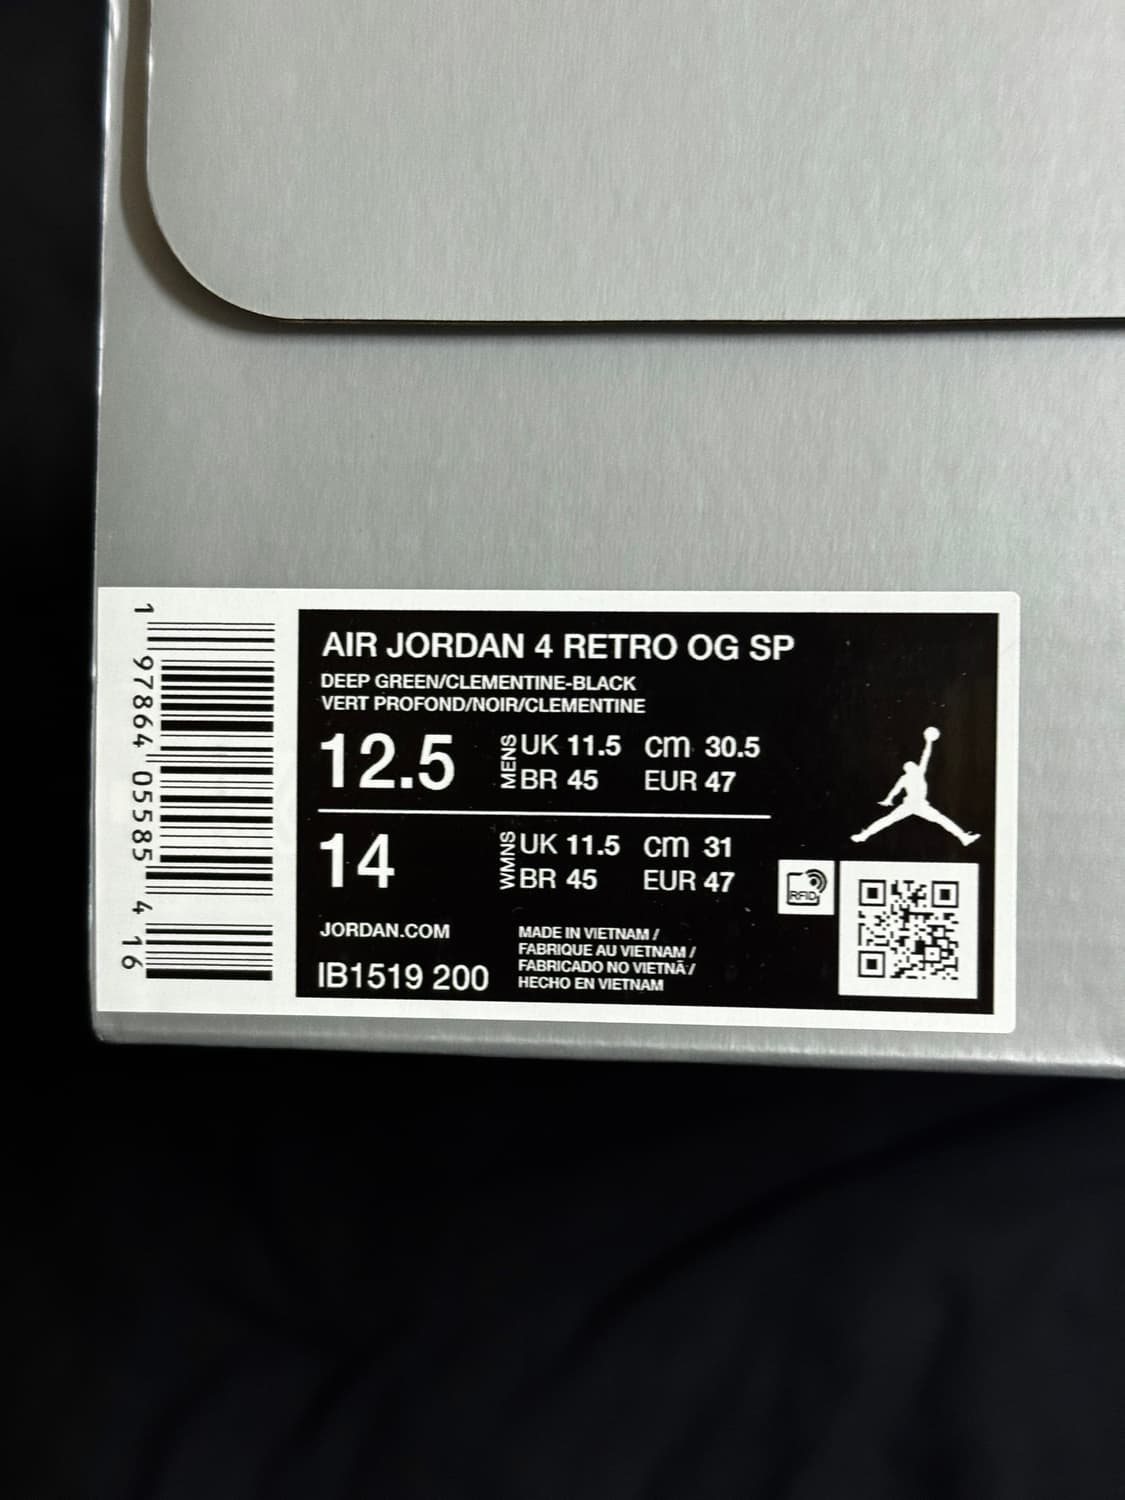 1 97864 05585 4 16
AIR JORDAN 4 RETRO OG SP
DEEP GREEN/CLEMENTINE-BLACK
VERT PROFOND/NOIR/CLEMENTINE
12.5 MENS UK 11.5 cm 30.5
BR 45 EUR 47
14 WMNS UK 11.5 cm 31
BR 45 EUR 47
RFID
JORDAN.COM
IB1519 200
MADE IN VIETNAM /
FABRIQUE AU VIETNAM /
FABRICADO NO VIETNÃ /
HECHO EN VIETNAM